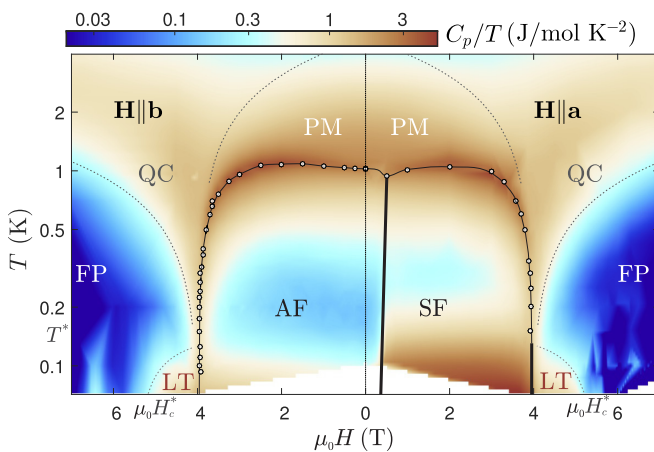 0.03 0.1 0.3 1 3 Cp/T (J/mol K−2)
H||b H||a
PM PM
QC QC
FP FP
AF SF
LT LT
T (K)
2
1
0.5
0.2
T*
0.1
6 4 2 0 2 4 6
μ0Hc* μ0Hc*
μ0H (T)